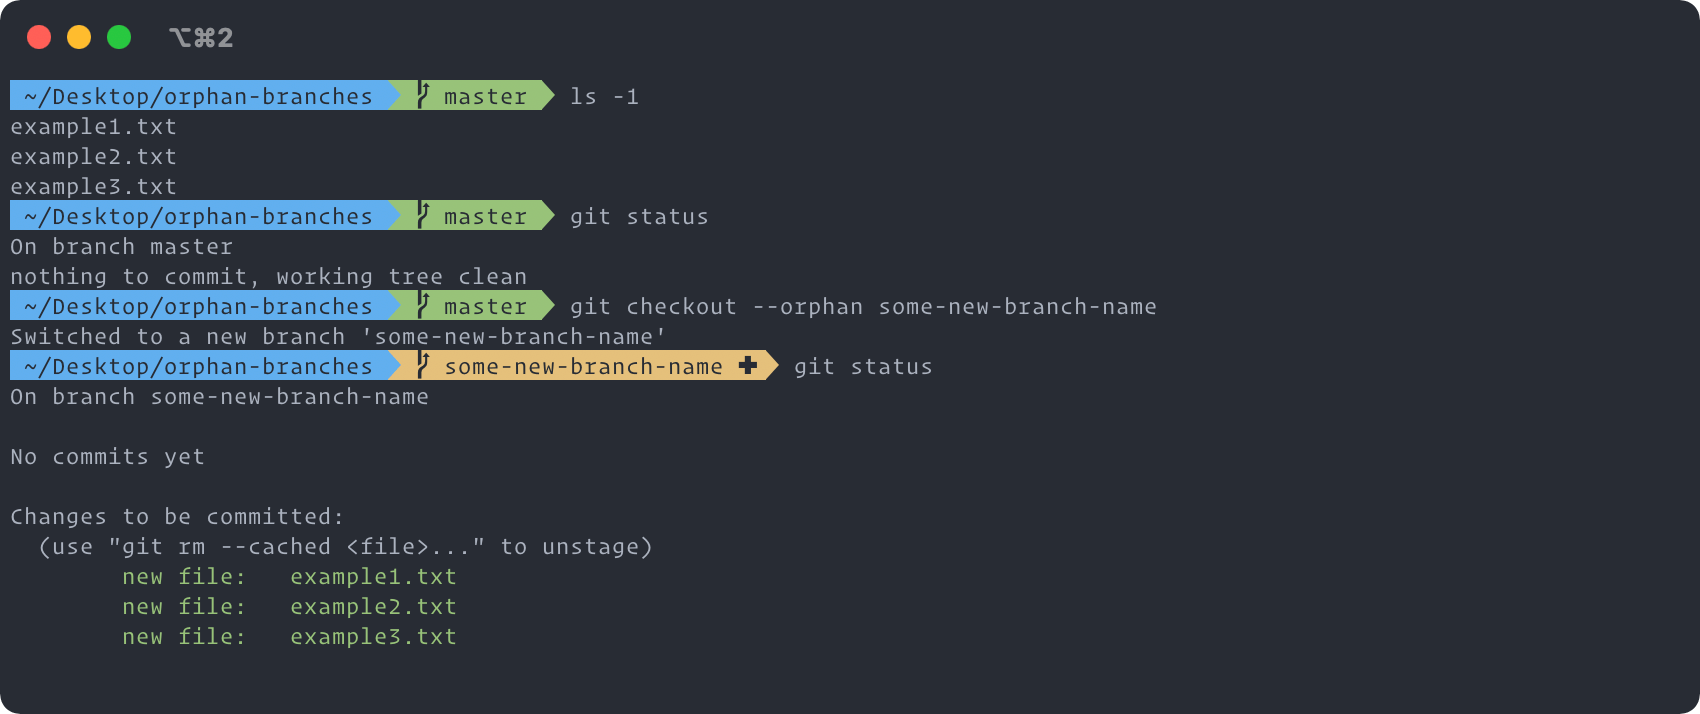 ⌥⌘2
~/Desktop/orphan-branches master ls -1
example1.txt
example2.txt
example3.txt
~/Desktop/orphan-branches master git status
On branch master
nothing to commit, working tree clean
~/Desktop/orphan-branches master git checkout --orphan some-new-branch-name
Switched to a new branch 'some-new-branch-name'
~/Desktop/orphan-branches some-new-branch-name ✚ git status
On branch some-new-branch-name
No commits yet
Changes to be committed:
(use "git rm --cached <file>..." to unstage)
new file: example1.txt
new file: example2.txt
new file: example3.txt